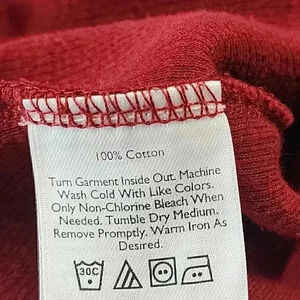 100% Cotton
Turn Garment Inside Out. Machine
Wash Cold With Like Colors.
Only Non-Chlorine Bleach When
Needed. Tumble Dry Medium.
Remove Promptly. Warm Iron As
Desired.
30C